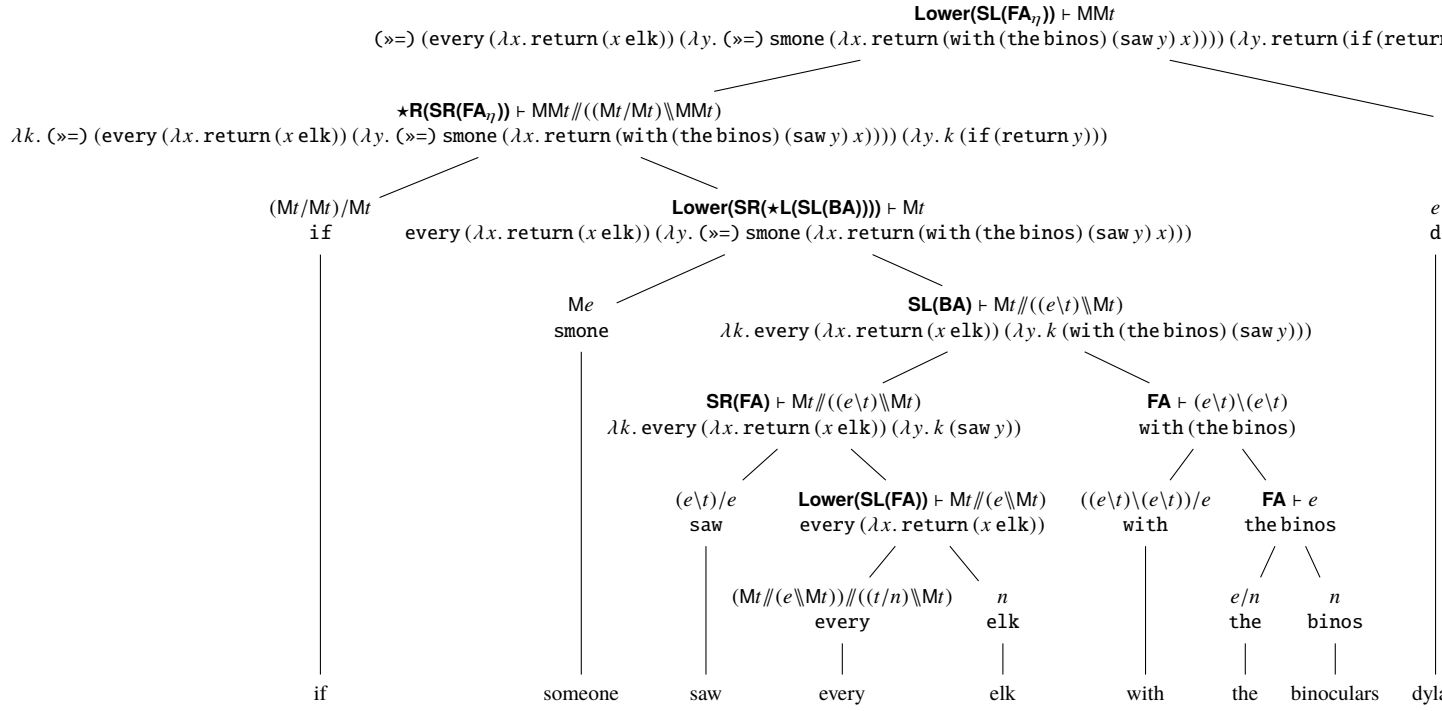 Lower(SL(FAη)) ⊢ MMt
(»=) (every (λx. return (x elk)) (λy. (»=) smone (λx. return (with (the binos) (saw y) x)))) (λy. return (if (retur
★R(SR(FAη)) ⊢ MMt⫽((Mt/Mt)⑊MMt)
λk. (»=) (every (λx. return (x elk)) (λy. (»=) smone (λx. return (with (the binos) (saw y) x)))) (λy. k (if (return y)))
(Mt/Mt)/Mt Lower(SR(★L(SL(BA)))) ⊢ Mt e
if every (λx. return (x elk)) (λy. (»=) smone (λx. return (with (the binos) (saw y) x))) d
Me SL(BA) ⊢ Mt⫽((e\t)⑊Mt)
smone λk. every (λx. return (x elk)) (λy. k (with (the binos) (saw y)))
SR(FA) ⊢ Mt⫽((e\t)⑊Mt) FA ⊢ (e\t)\(e\t)
λk. every (λx. return (x elk)) (λy. k (saw y)) with (the binos)
(e\t)/e Lower(SL(FA)) ⊢ Mt⫽(e⑊Mt) ((e\t)\(e\t))/e FA ⊢ e
saw every (λx. return (x elk)) with the binos
(Mt⫽(e⑊Mt))⫽((t/n)⑊Mt) n e/n n
every elk the binos
if someone saw every elk with the binoculars dyla